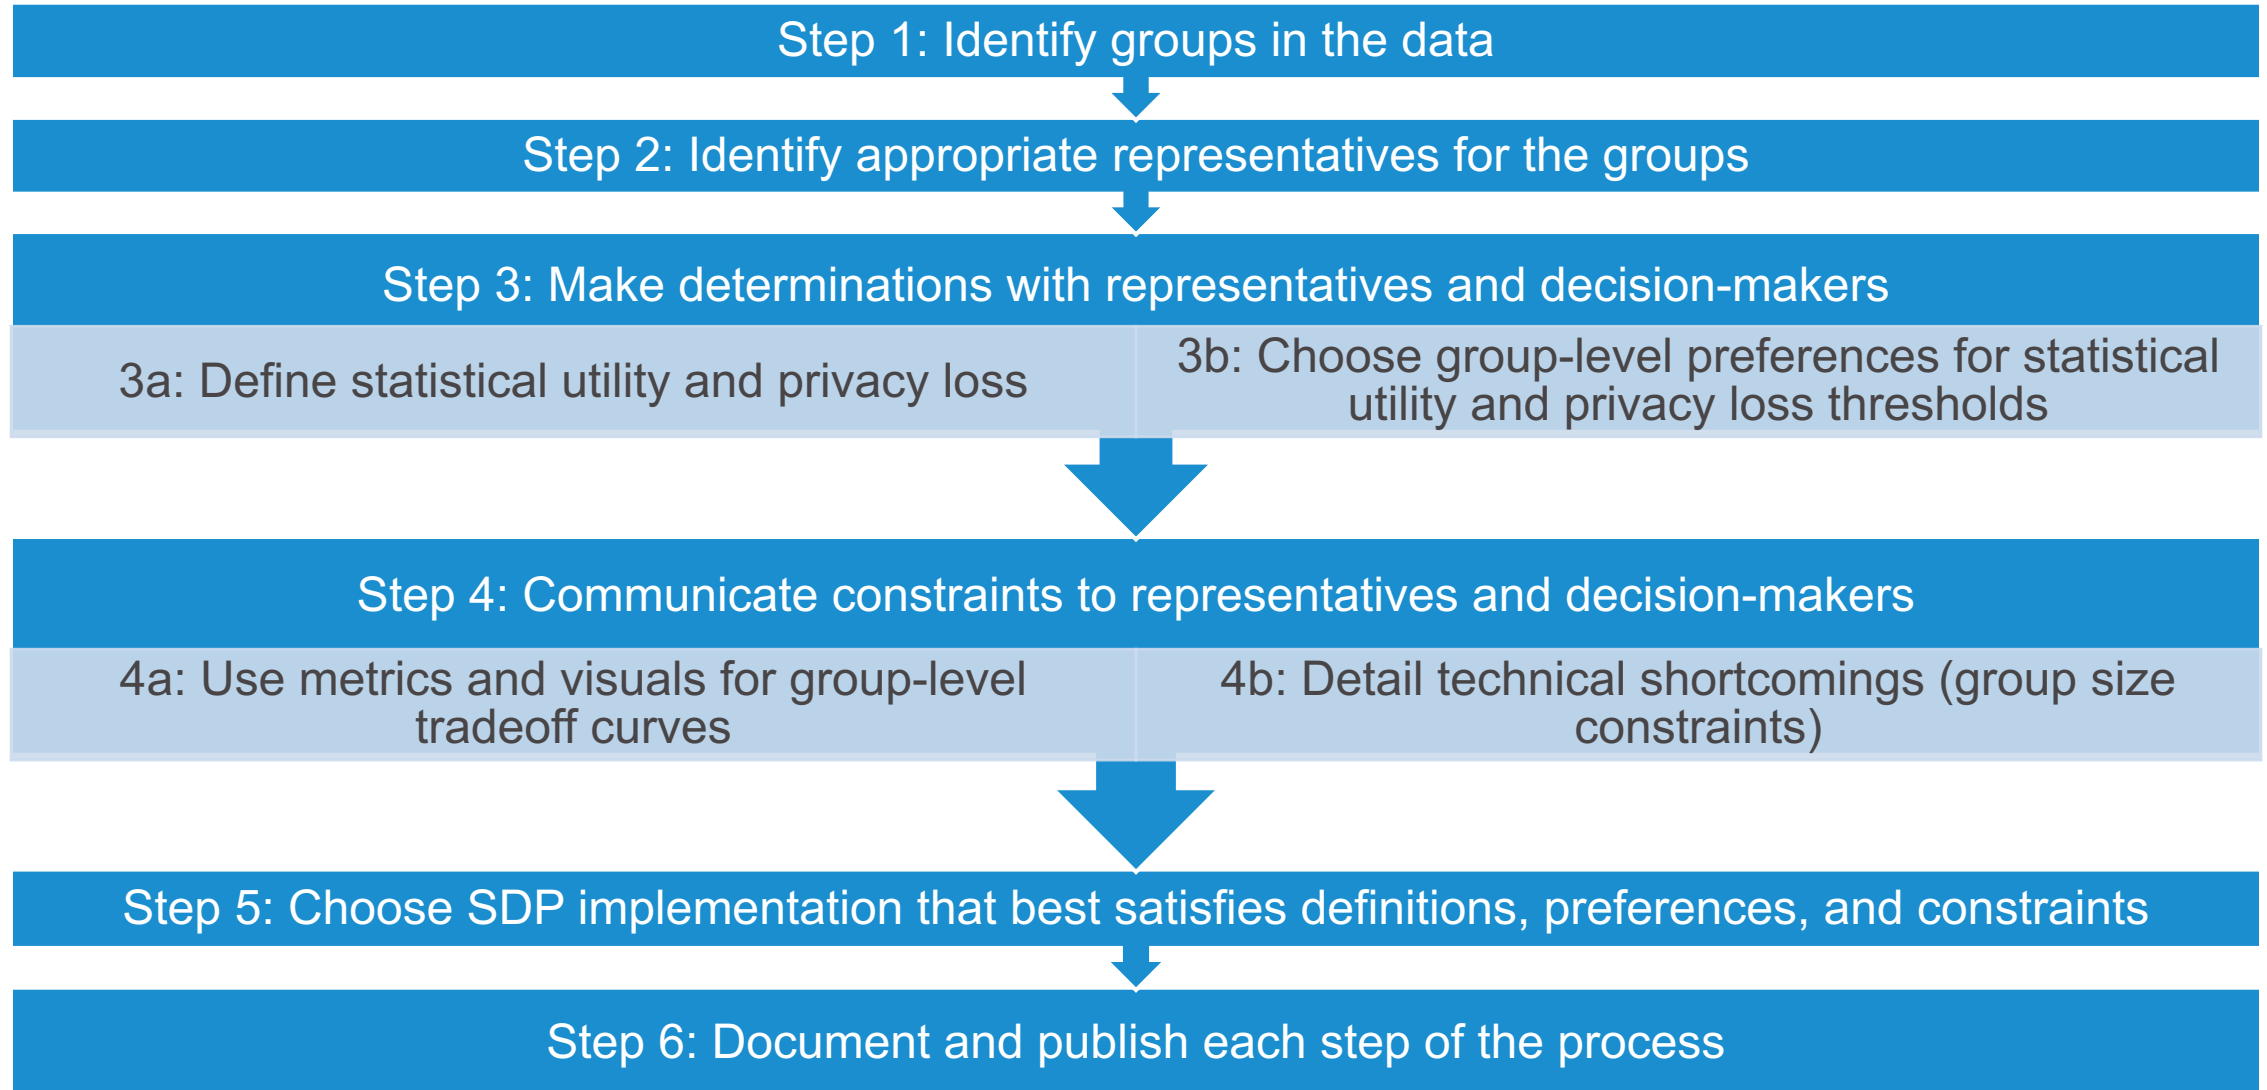 Step 1: Identify groups in the data
Step 2: Identify appropriate representatives for the groups
Step 3: Make determinations with representatives and decision-makers
3a: Define statistical utility and privacy loss
3b: Choose group-level preferences for statistical
utility and privacy loss thresholds
Step 4: Communicate constraints to representatives and decision-makers
4a: Use metrics and visuals for group-level
tradeoff curves
4b: Detail technical shortcomings (group size
constraints)
Step 5: Choose SDP implementation that best satisfies definitions, preferences, and constraints
Step 6: Document and publish each step of the process